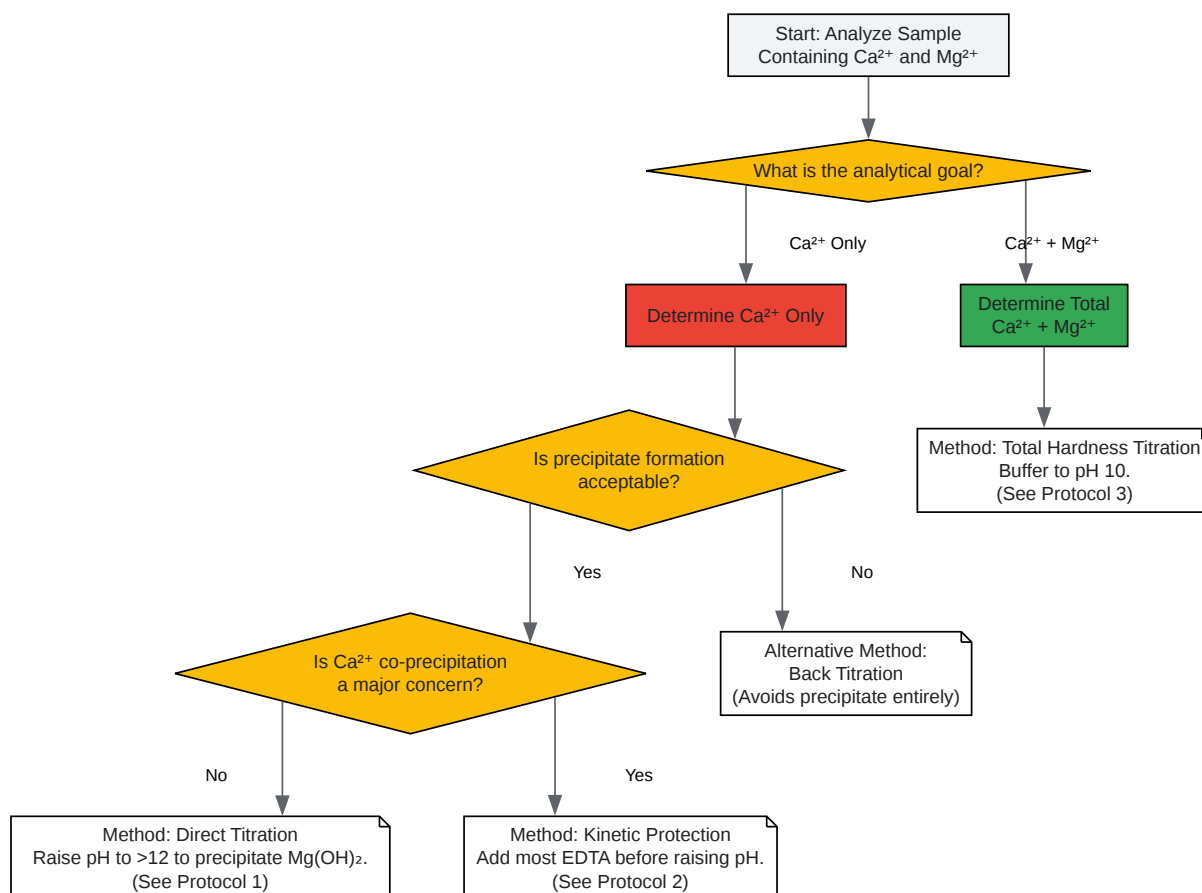 Start: Analyze Sample
Containing Ca²⁺ and Mg²⁺
What is the analytical goal?
Ca²⁺ Only
Ca²⁺ + Mg²⁺
Determine Ca²⁺ Only
Determine Total
Ca²⁺ + Mg²⁺
Is precipitate formation
acceptable?
Method: Total Hardness Titration
Buffer to pH 10.
(See Protocol 3)
Yes
No
Is Ca²⁺ co-precipitation
a major concern?
Alternative Method:
Back Titration
(Avoids precipitate entirely)
No
Yes
Method: Direct Titration
Raise pH to >12 to precipitate Mg(OH)₂.
(See Protocol 1)
Method: Kinetic Protection
Add most EDTA before raising pH.
(See Protocol 2)